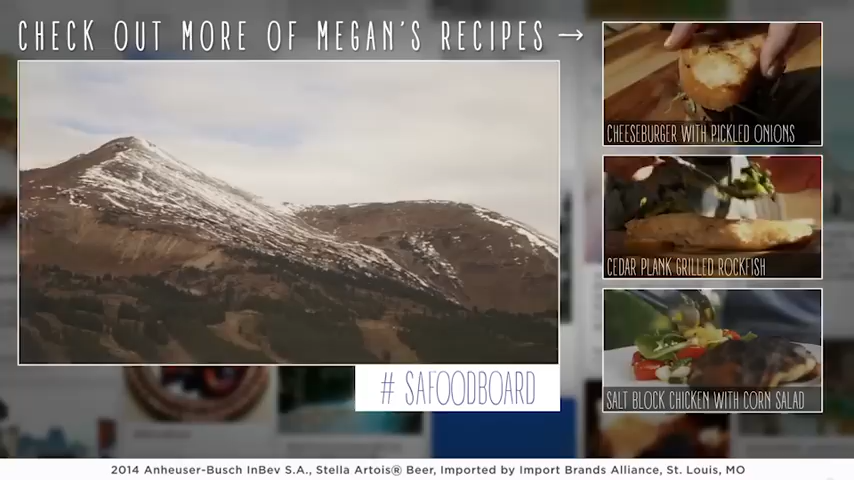 CHECK OUT MORE OF MEGAN'S RECIPES →
CHEESEBURGER WITH PICKLED ONIONS
CEDAR PLANK GRILLED ROCKFISH
SALT BLOCK CHICKEN WITH CORN SALAD
# SAFOODBOARD
2014 Anheuser-Busch InBev S.A., Stella Artois® Beer, Imported by Import Brands Alliance, St. Louis, MO